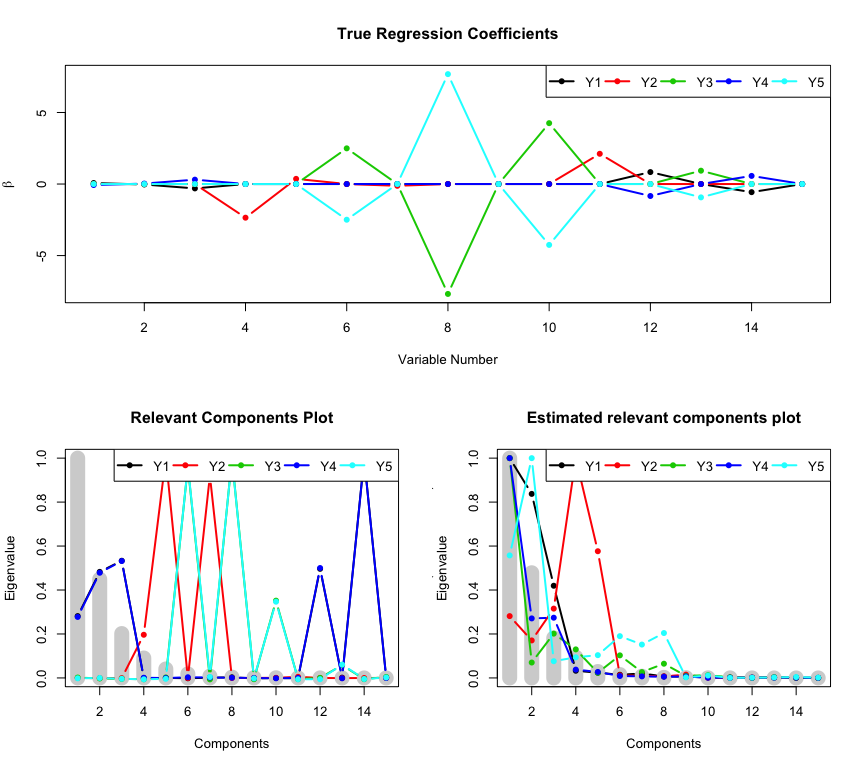 True Regression Coefficients
Y1 Y2 Y3 Y4 Y5
β
5
0
-5
2 4 6 8 10 12 14
Variable Number
Relevant Components Plot
Y1 Y2 Y3 Y4 Y5
Eigenvalue
1.0
0.8
0.6
0.4
0.2
0.0
2 4 6 8 10 12 14
Components
Estimated relevant components plot
Y1 Y2 Y3 Y4 Y5
Eigenvalue
1.0
0.8
0.6
0.4
0.2
0.0
2 4 6 8 10 12 14
Components